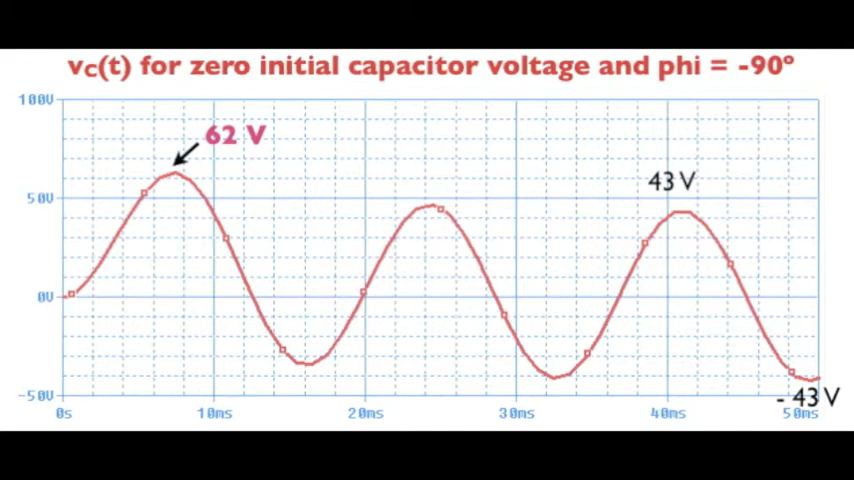 vC(t) for zero initial capacitor voltage and phi = -90°
100V
62 V
43 V
50V
0V
-50V
- 43 V
0s 10ms 20ms 30ms 40ms 50ms